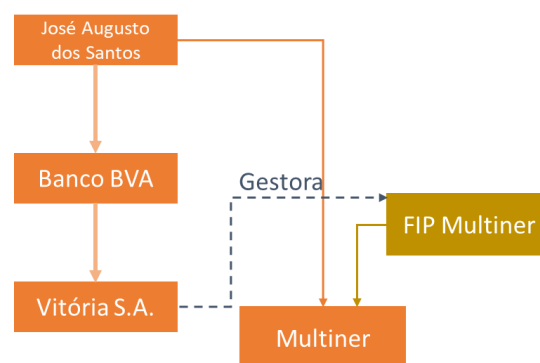 José Augusto
dos Santos
Banco BVA
Gestora
FIP Multiner
Vitória S.A.
Multiner